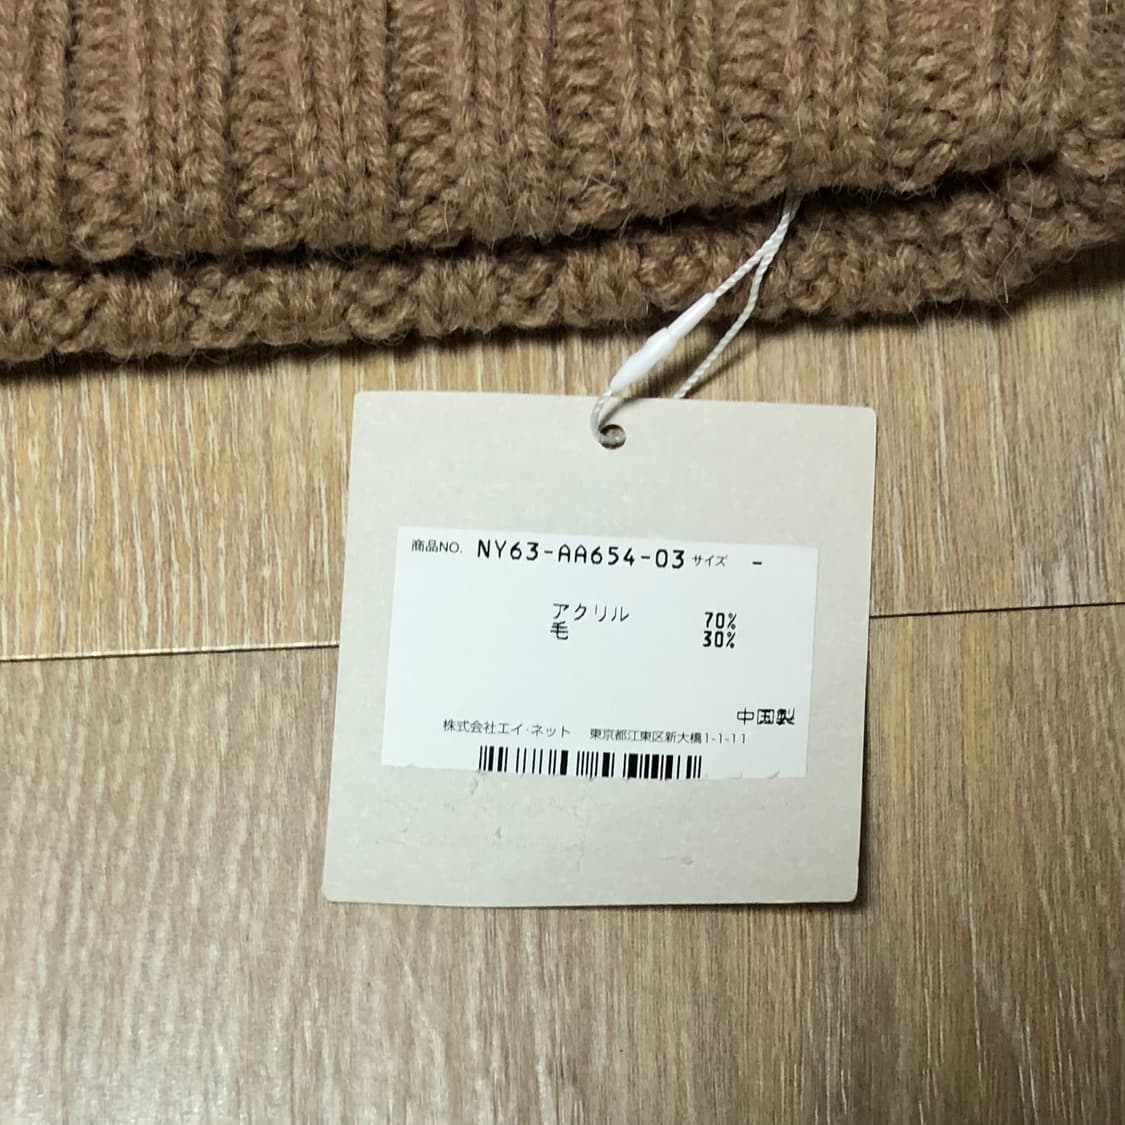 商品NO. NY63-AA654-03 サイズ -
アクリル 70%
毛 30%
中国製
株式会社エイ・ネット 東京都江東区新大橋1-1-11